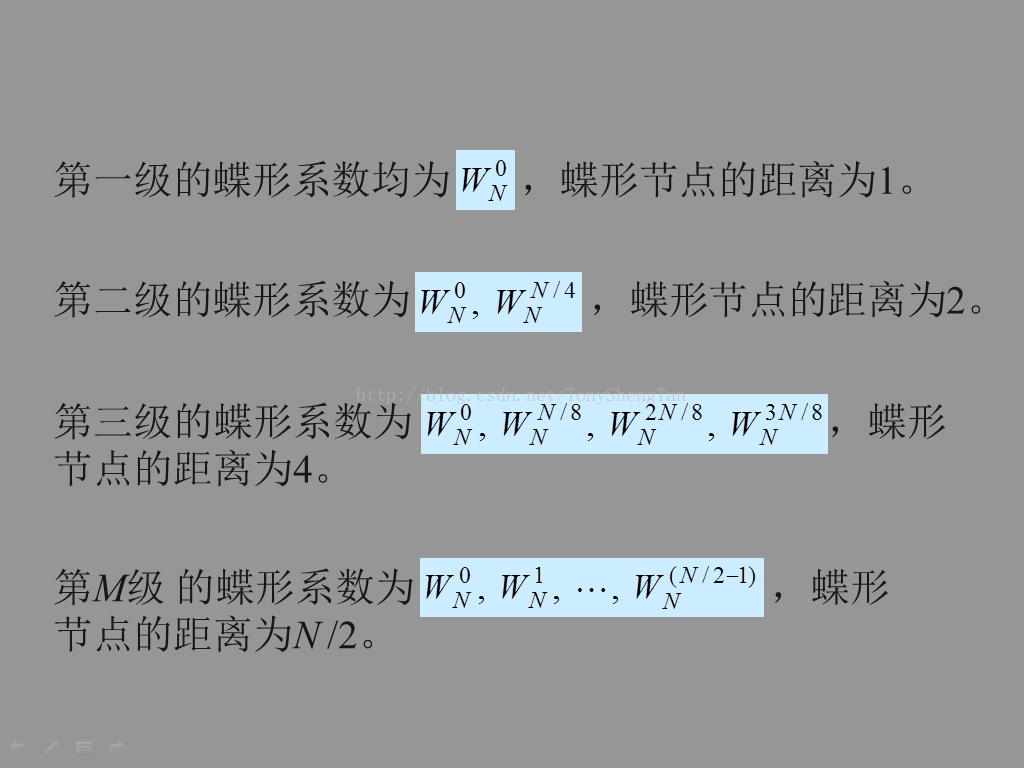 第一级的蝶形系数均为 W_N^0 ，蝶形节点的距离为1。
第二级的蝶形系数为 W_N^0, W_N^{N/4} ，蝶形节点的距离为2。
http://blog.csdn.net/TonyShengTan
第三级的蝶形系数为 W_N^0, W_N^{N/8}, W_N^{2N/8}, W_N^{3N/8} ，蝶形
节点的距离为4。
第M级 的蝶形系数为 W_N^0, W_N^1, ⋯, W_N^{(N/2−1)} ，蝶形
节点的距离为N/2。